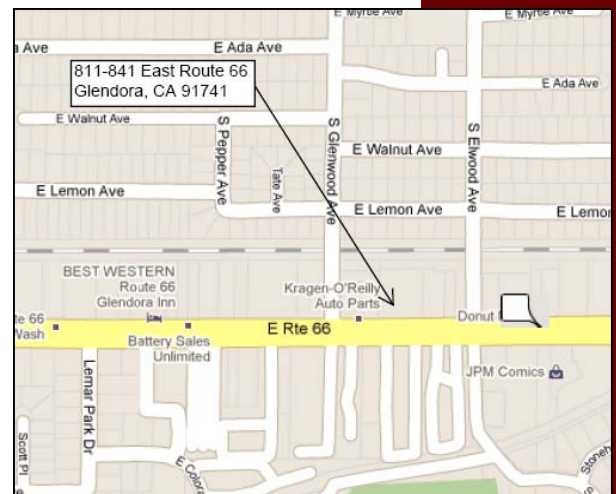 E Myrtle Ave
E Myrtle Ave
a Ave
E Ada Ave
811-841 East Route 66
Glendora, CA 91741
E Ada Ave
E Walnut Ave
S Pepper Ave
S Glenwood Ave
S Elwood Ave
E Walnut Ave
Tate Ave
E Lemon Ave
E Lemon Ave
E Lemon
BEST WESTERN
Route 66
Glendora Inn
Kragen-O'Reilly
Auto Parts
Donut
te 66
Wash
E Rte 66
Battery Sales
Unlimited
JPM Comics
Lemar Park Dr
Scott Pl
E Colora
Stoneh